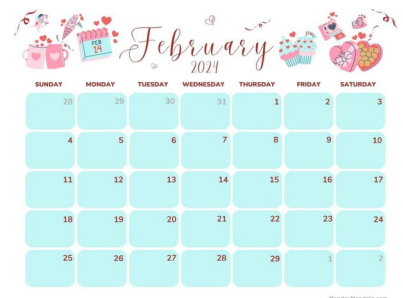 February
2024
FEB
14
SUNDAY MONDAY TUESDAY WEDNESDAY THURSDAY FRIDAY SATURDAY
28 29 30 31 1 2 3
4 5 6 7 8 9 10
11 12 13 14 15 16 17
18 19 20 21 22 23 24
25 26 27 28 29 1 2